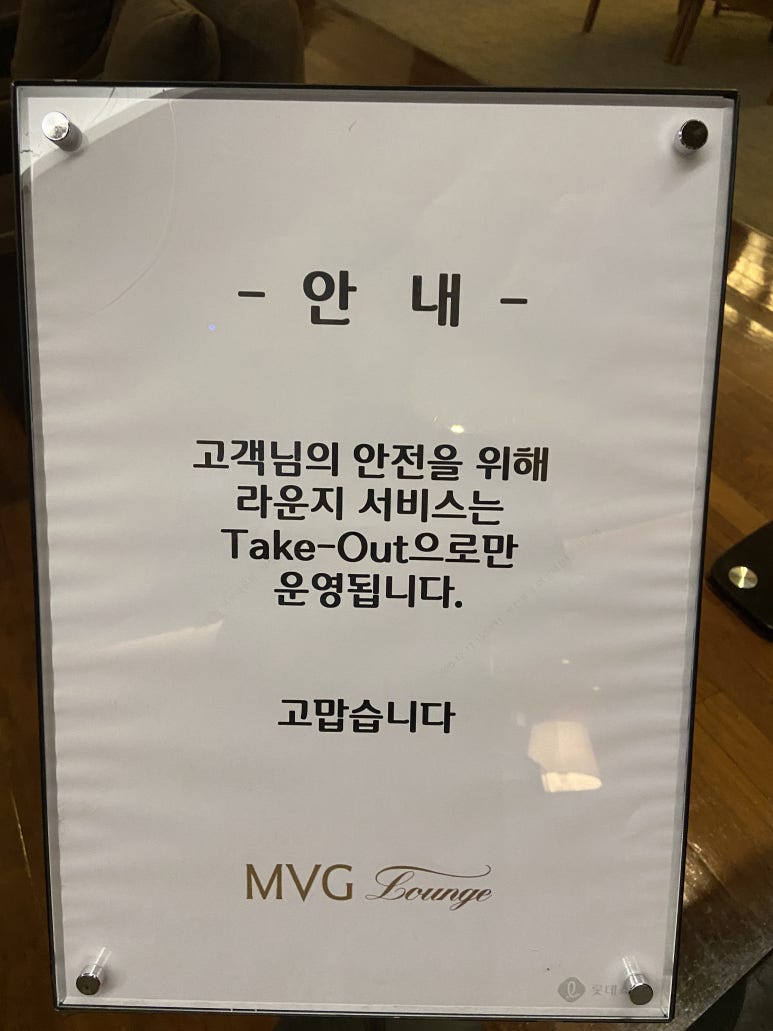 - 안 내 -
고객님의 안전을 위해
라운지 서비스는
Take-Out으로만
운영됩니다.
고맙습니다
MVG Lounge